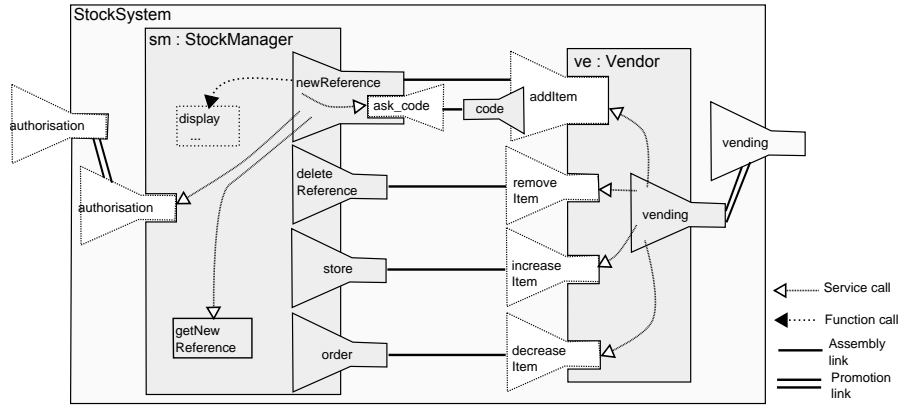 StockSystem
sm : StockManager
ve : Vendor
newReference
addItem
ask_code
code
display
...
authorisation
vending
delete
Reference
remove
Item
authorisation
vending
store
increase
Item
getNew
Reference
order
decrease
Item
Service call
Function call
Assembly
link
Promotion
link